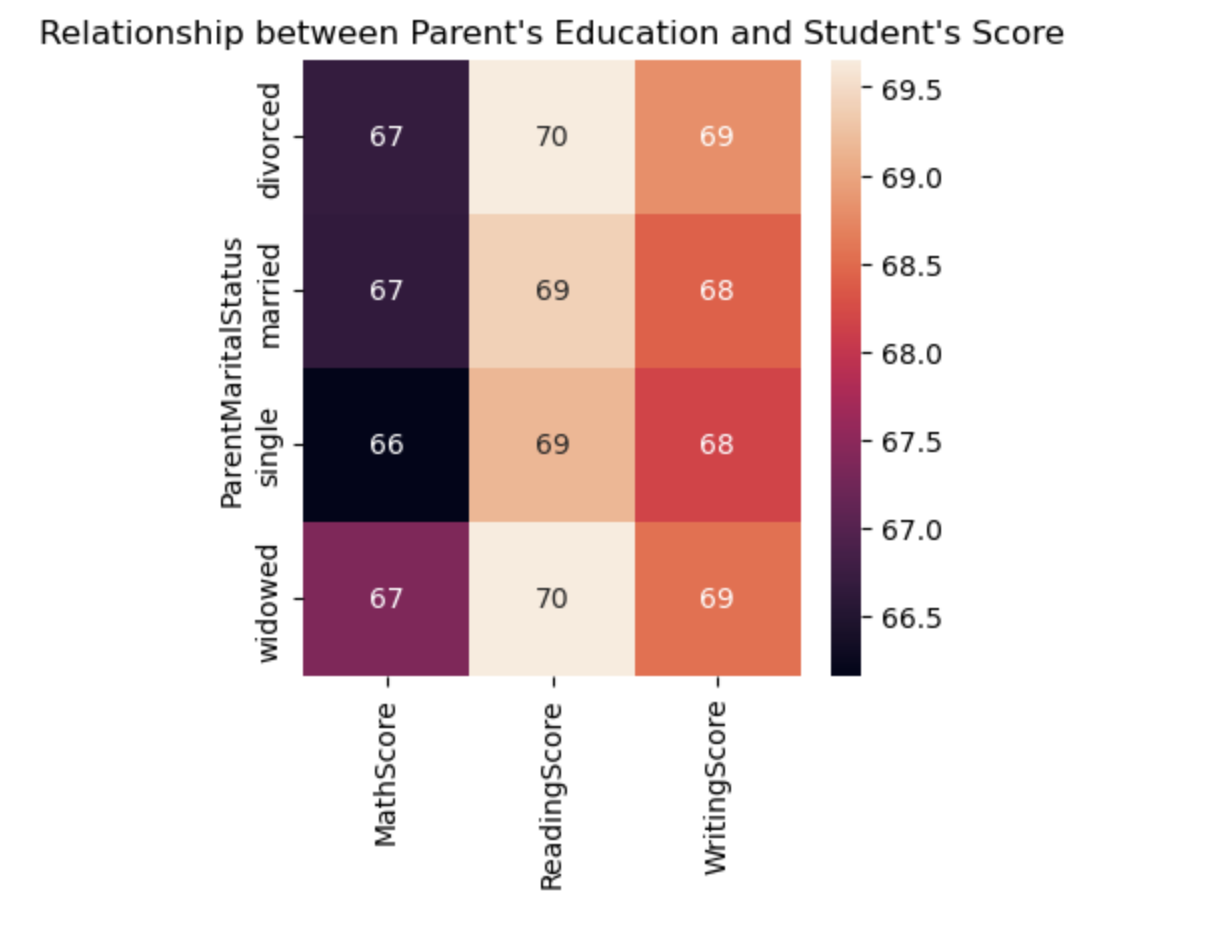 Relationship between Parent's Education and Student's Score
ParentMaritalStatus
divorced
married
single
widowed
67 70 69
67 69 68
66 69 68
67 70 69
MathScore
ReadingScore
WritingScore
69.5
69.0
68.5
68.0
67.5
67.0
66.5